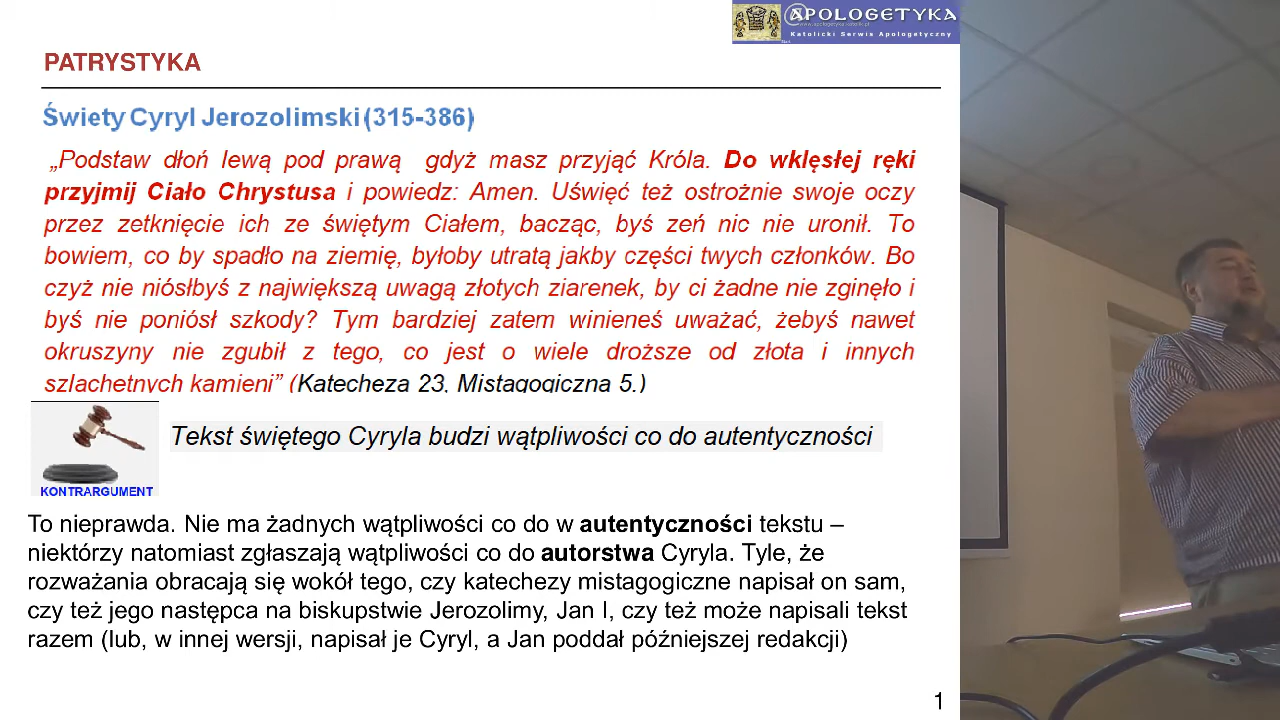 @APOLOGETYKA
Katolicki Serwis Apologetyczny
PATRYSTYKA
Świety Cyryl Jerozolimski (315-386)
„Podstaw dłoń lewą pod prawą gdyż masz przyjąć Króla. Do wklęsłej ręki
przyjmij Ciało Chrystusa i powiedz: Amen. Uświęć też ostrożnie swoje oczy
przez zetknięcie ich ze świętym Ciałem, bacząc, byś zeń nic nie uronił. To
bowiem, co by spadło na ziemię, byłoby utratą jakby części twych członków. Bo
czyż nie niósłbyś z największą uwagą złotych ziarenek, by ci żadne nie zginęło i
byś nie poniósł szkody? Tym bardziej zatem winieneś uważać, żebyś nawet
okruszyny nie zgubił z tego, co jest o wiele droższe od złota i innych
szlachetnych kamieni” (Katecheza 23. Mistagogiczna 5.)
Tekst świętego Cyryla budzi wątpliwości co do autentyczności
KONTRARGUMENT
To nieprawda. Nie ma żadnych wątpliwości co do w autentyczności tekstu –
niektórzy natomiast zgłaszają wątpliwości co do autorstwa Cyryla. Tyle, że
rozważania obracają się wokół tego, czy katechezy mistagogiczne napisał on sam,
czy też jego następca na biskupstwie Jerozolimy, Jan I, czy też może napisali tekst
razem (lub, w innej wersji, napisał je Cyryl, a Jan poddał późniejszej redakcji)
1